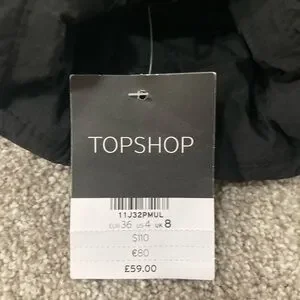 TOPSHOP
11J32PMUL
EUR 36 US 4 UK 8
$110
€80
£59.00